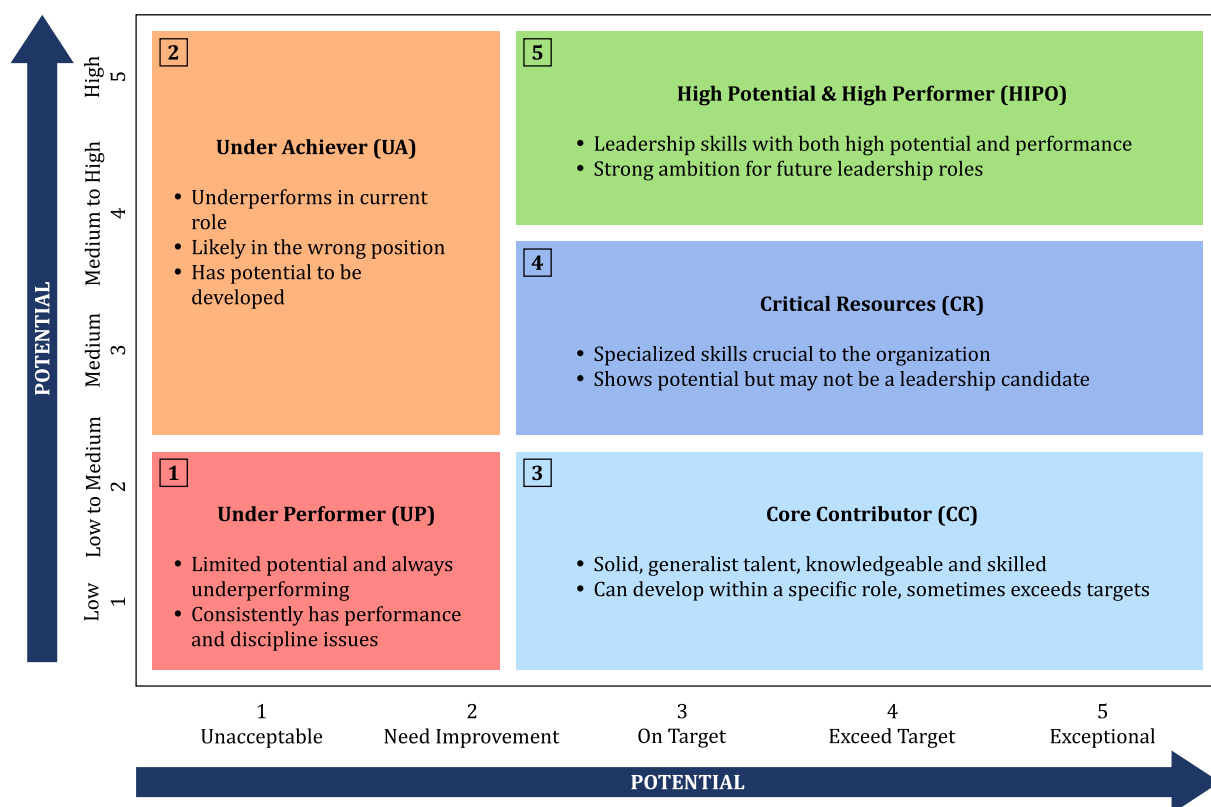 POTENTIAL
High
5
Medium to High
4
Medium
3
Low to Medium
2
Low
1
2
Under Achiever (UA)
• Underperforms in current
role
• Likely in the wrong position
• Has potential to be
developed
5
High Potential & High Performer (HIPO)
• Leadership skills with both high potential and performance
• Strong ambition for future leadership roles
4
Critical Resources (CR)
• Specialized skills crucial to the organization
• Shows potential but may not be a leadership candidate
1
Under Performer (UP)
• Limited potential and always
underperforming
• Consistently has performance
and discipline issues
3
Core Contributor (CC)
• Solid, generalist talent, knowledgeable and skilled
• Can develop within a specific role, sometimes exceeds targets
1
Unacceptable
2
Need Improvement
3
On Target
4
Exceed Target
5
Exceptional
POTENTIAL